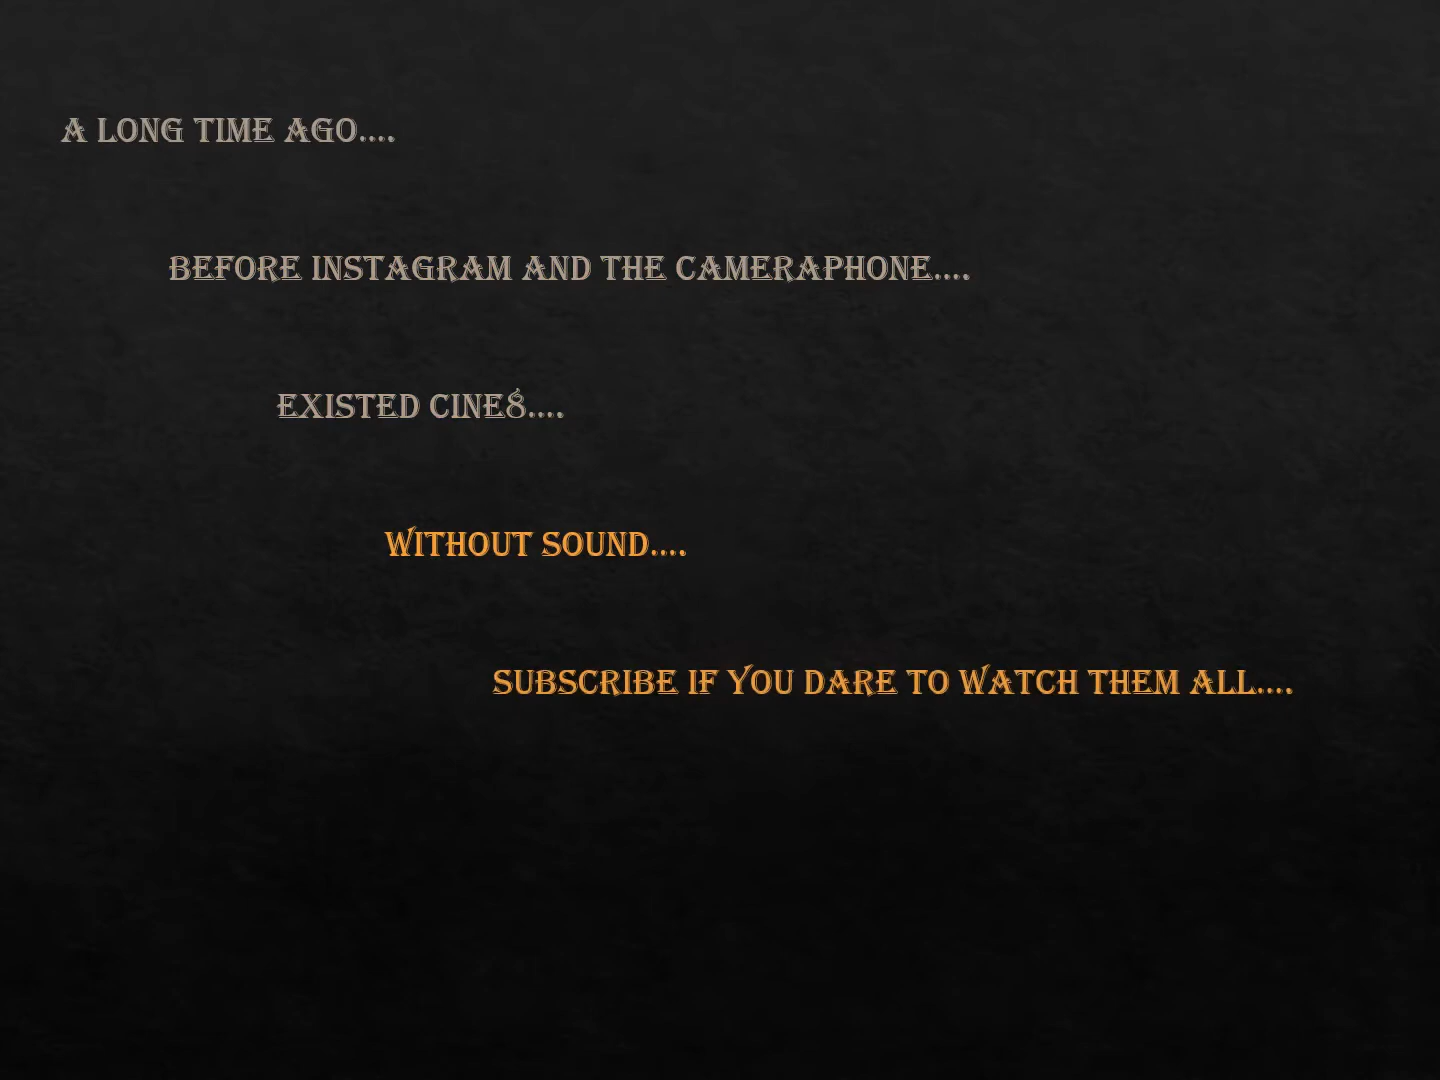 A LONG TIME AGO....
BEFORE INSTAGRAM AND THE CAMERAPHONE....
EXISTED CINE8....
WITHOUT SOUND....
SUBSCRIBE IF YOU DARE TO WATCH THEM ALL....